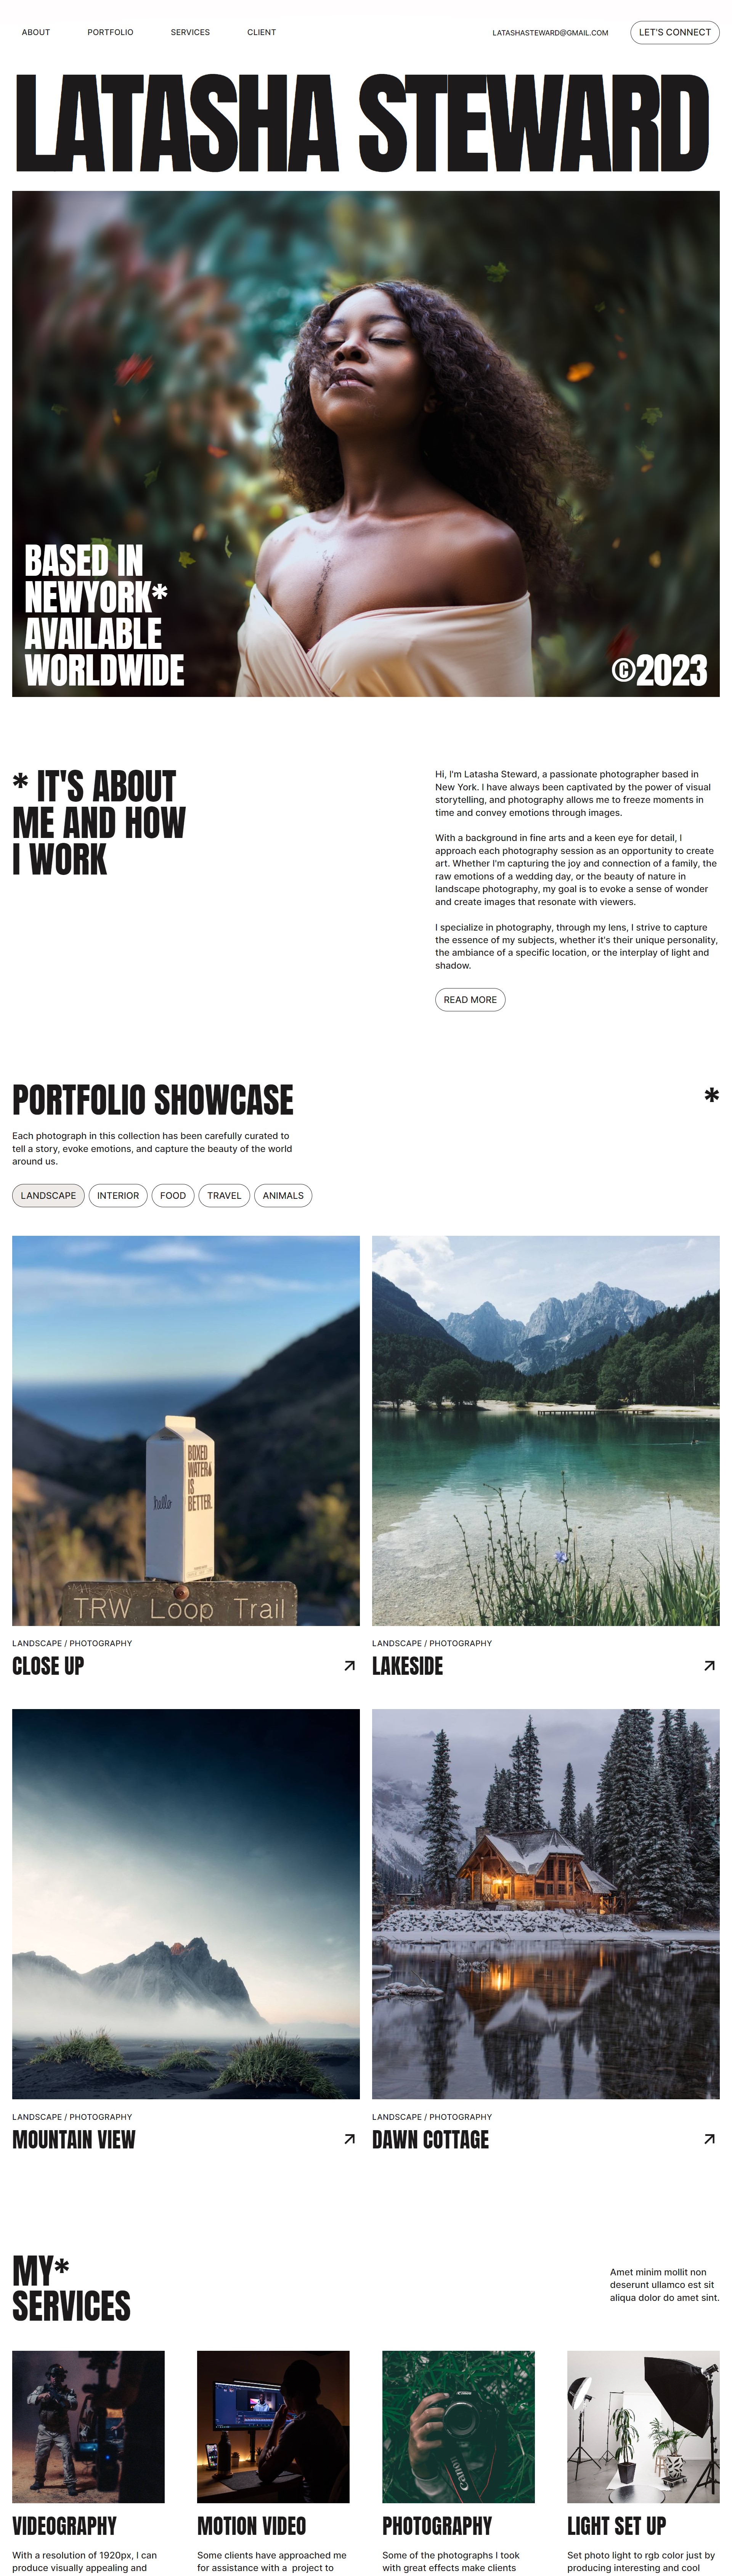 ABOUT PORTFOLIO SERVICES CLIENT LATASHASTEWARD@GMAIL.COM LET'S CONNECT
LATASHA STEWARD
BASED IN
NEWYORK*
AVAILABLE
WORLDWIDE
©2023
* IT'S ABOUT
ME AND HOW
I WORK
Hi, I'm Latasha Steward, a passionate photographer based in
New York. I have always been captivated by the power of visual
storytelling, and photography allows me to freeze moments in
time and convey emotions through images.
With a background in fine arts and a keen eye for detail, I
approach each photography session as an opportunity to create
art. Whether I'm capturing the joy and connection of a family, the
raw emotions of a wedding day, or the beauty of nature in
landscape photography, my goal is to evoke a sense of wonder
and create images that resonate with viewers.
I specialize in photography, through my lens, I strive to capture
the essence of my subjects, whether it's their unique personality,
the ambiance of a specific location, or the interplay of light and
shadow.
READ MORE
PORTFOLIO SHOWCASE
*
Each photograph in this collection has been carefully curated to
tell a story, evoke emotions, and capture the beauty of the world
around us.
LANDSCAPE INTERIOR FOOD TRAVEL ANIMALS
hello
BOXED
WATER
IS
BETTER.
TRW Loop Trail
LANDSCAPE / PHOTOGRAPHY
CLOSE UP
LANDSCAPE / PHOTOGRAPHY
LAKESIDE
LANDSCAPE / PHOTOGRAPHY
MOUNTAIN VIEW
LANDSCAPE / PHOTOGRAPHY
DAWN COTTAGE
MY*
SERVICES
Amet minim mollit non
deserunt ullamco est sit
aliqua dolor do amet sint.
Canon
VIDEOGRAPHY
With a resolution of 1920px, I can
produce visually appealing and
MOTION VIDEO
Some clients have approached me
for assistance with a project to
PHOTOGRAPHY
Some of the photographs I took
with great effects make clients
LIGHT SET UP
Set photo light to rgb color just by
producing interesting and cool